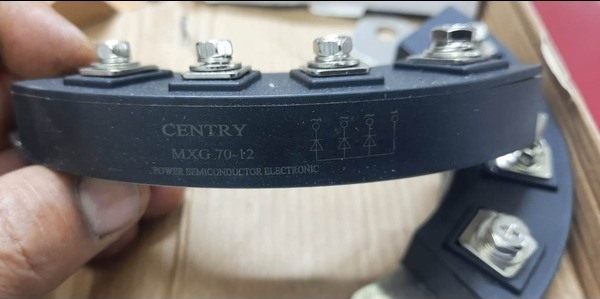 CENTRY
MXG 70-12
POWER SEMICONDUCTOR ELECTRONIC